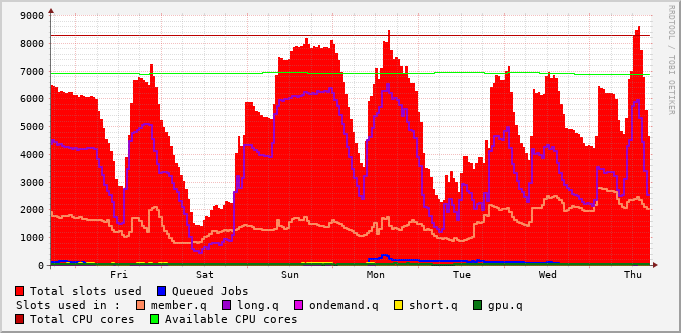 9000
8000
7000
6000
5000
4000
3000
2000
1000
0
Fri Sat Sun Mon Tue Wed Thu
RRDTOOL / TOBI OETIKER
Total slots used Queued Jobs
Slots used in : member.q long.q ondemand.q short.q gpu.q
Total CPU cores Available CPU cores